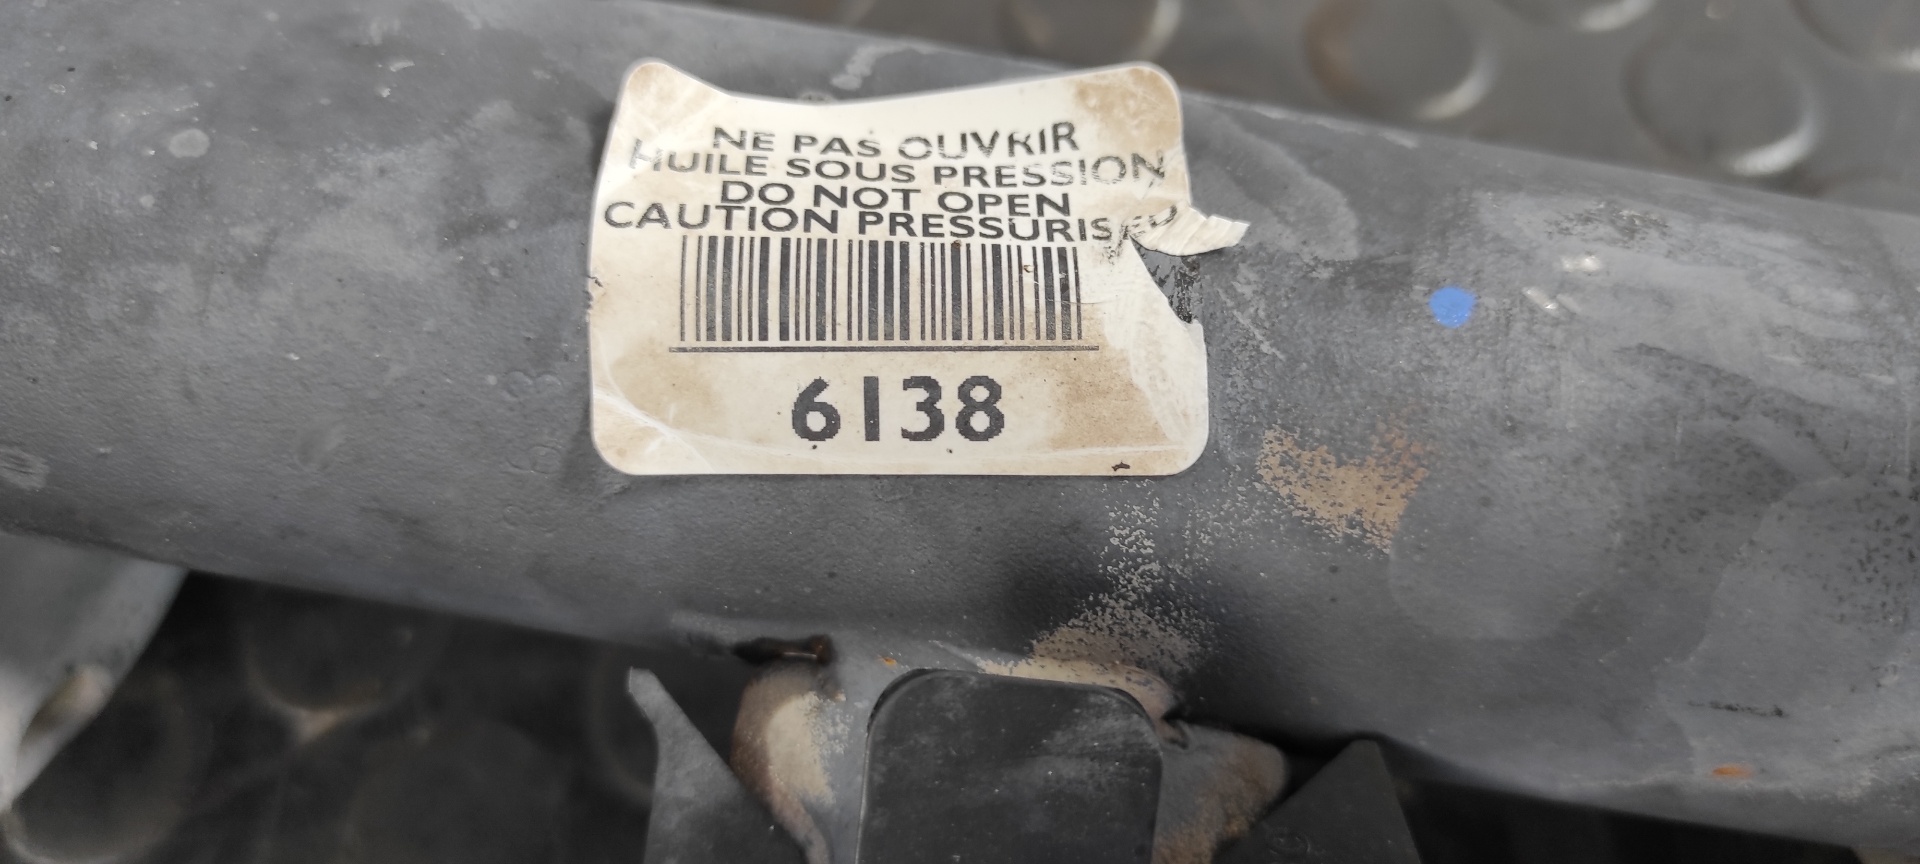 NE PAS OUVRIR
HUILE SOUS PRESSION
DO NOT OPEN
CAUTION PRESSURISED
6138